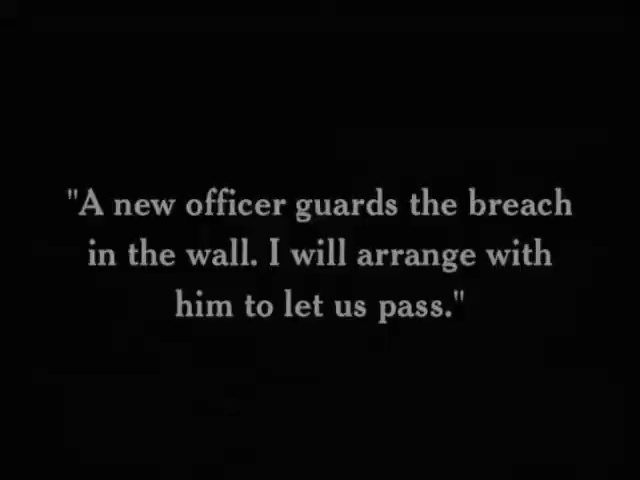 "A new officer guards the breach
in the wall. I will arrange with
him to let us pass."